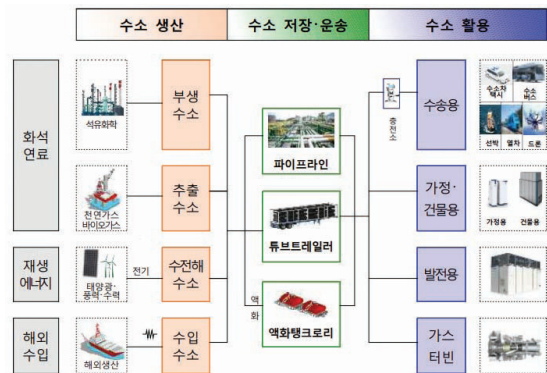 수소 생산
수소 저장·운송
수소 활용
화석
연료
석유화학
부생
수소
천연가스
바이오가스
추출
수소
재생
에너지
태양광·
풍력·수력
전기
수전해
수소
해외
수입
해외생산
수입
수소
파이프라인
튜브트레일러
액화
액화탱크로리
충전소
수송용
수소차
택시
수소
버스
선박
열차
드론
가정·
건물용
가정용
건물용
발전용
가스
터빈